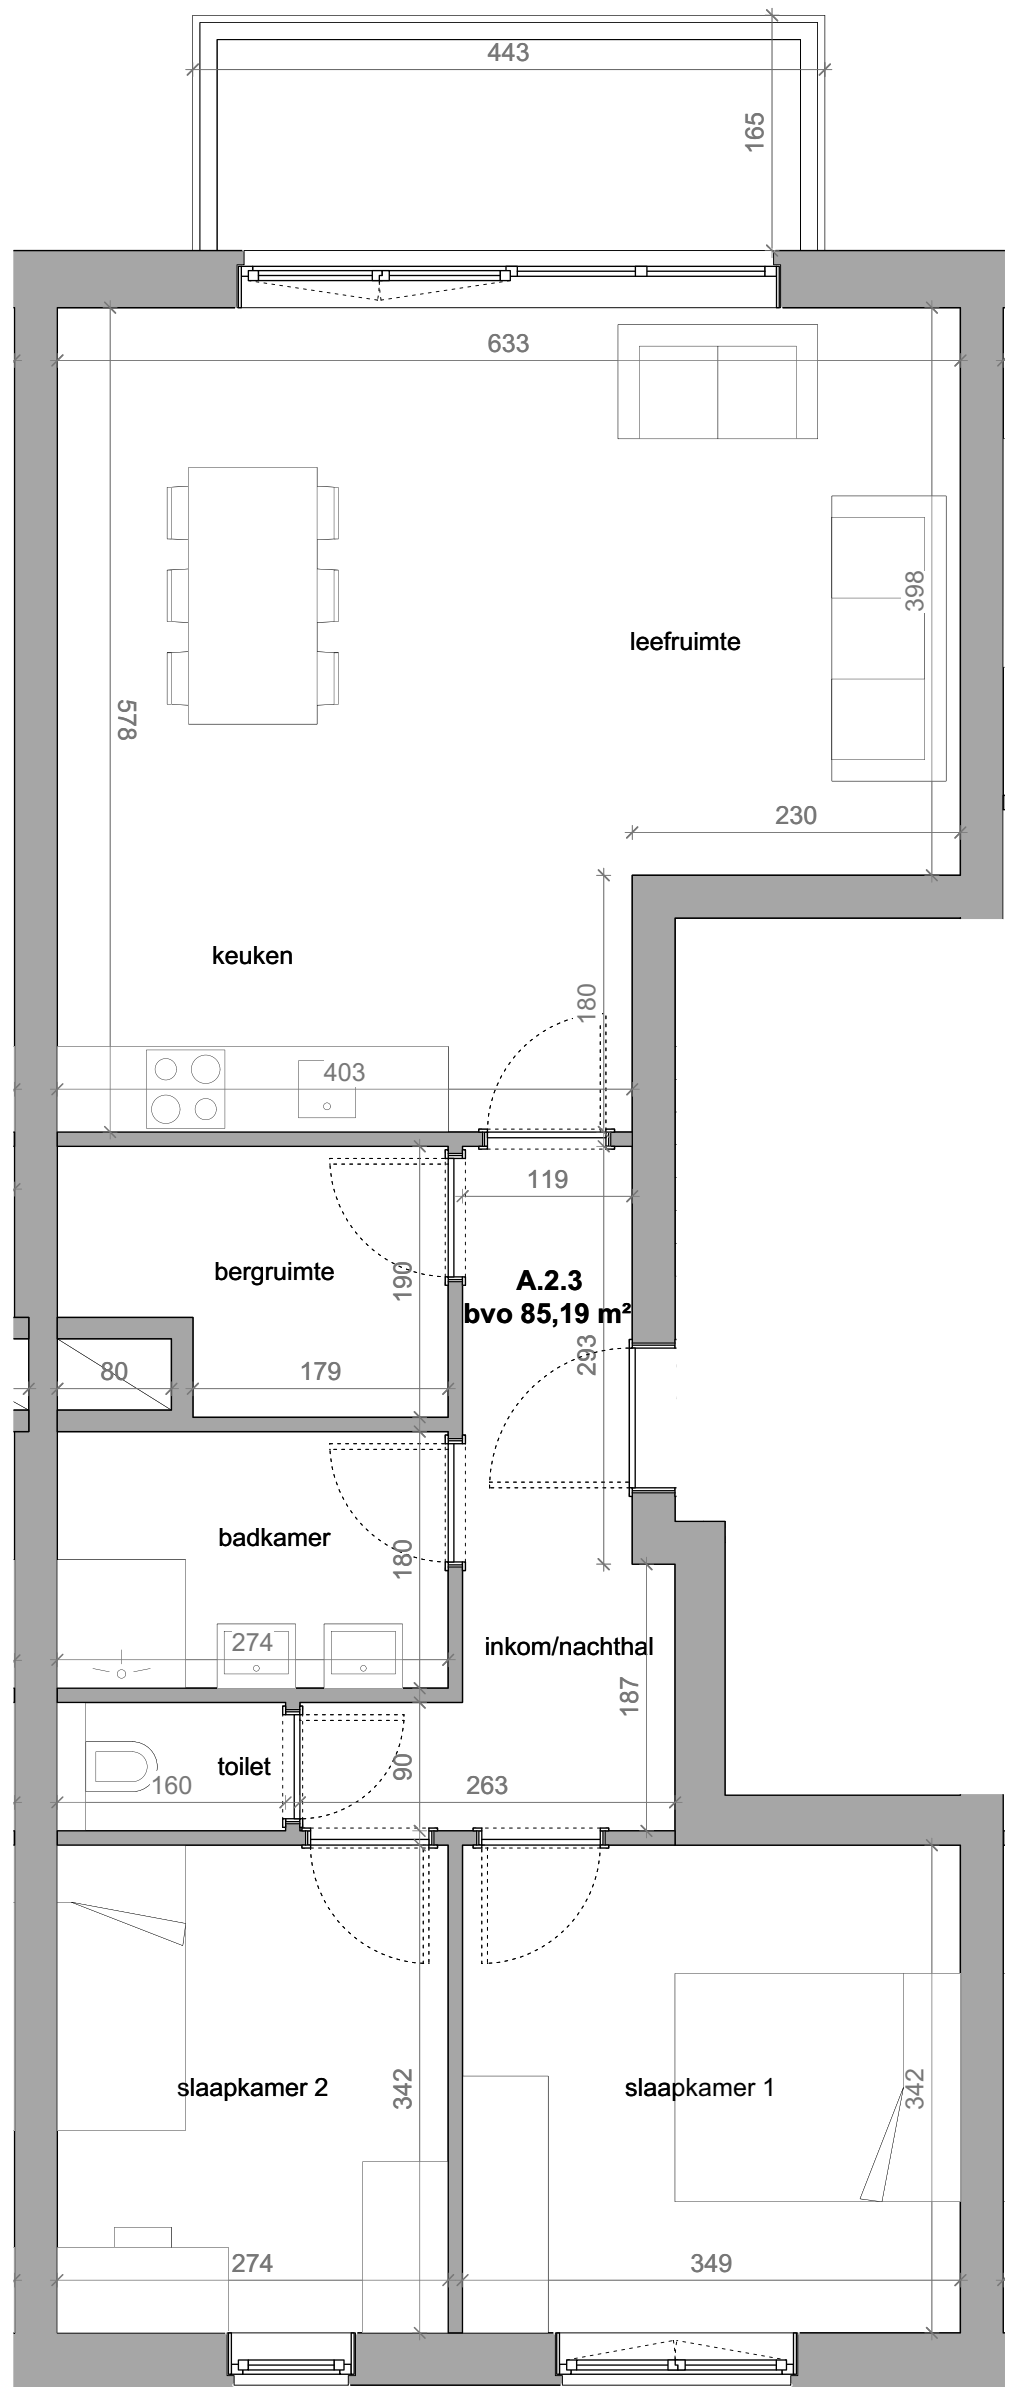 443
165
633
398
leefruimte
578
230
keuken
180
403
119
190
bergruimte
A.2.3
bvo 85,19 m²
293
80
179
badkamer
180
274
inkom/nachthal
187
toilet
90
160
263
slaapkamer 2
342
slaapkamer 1
342
274
349